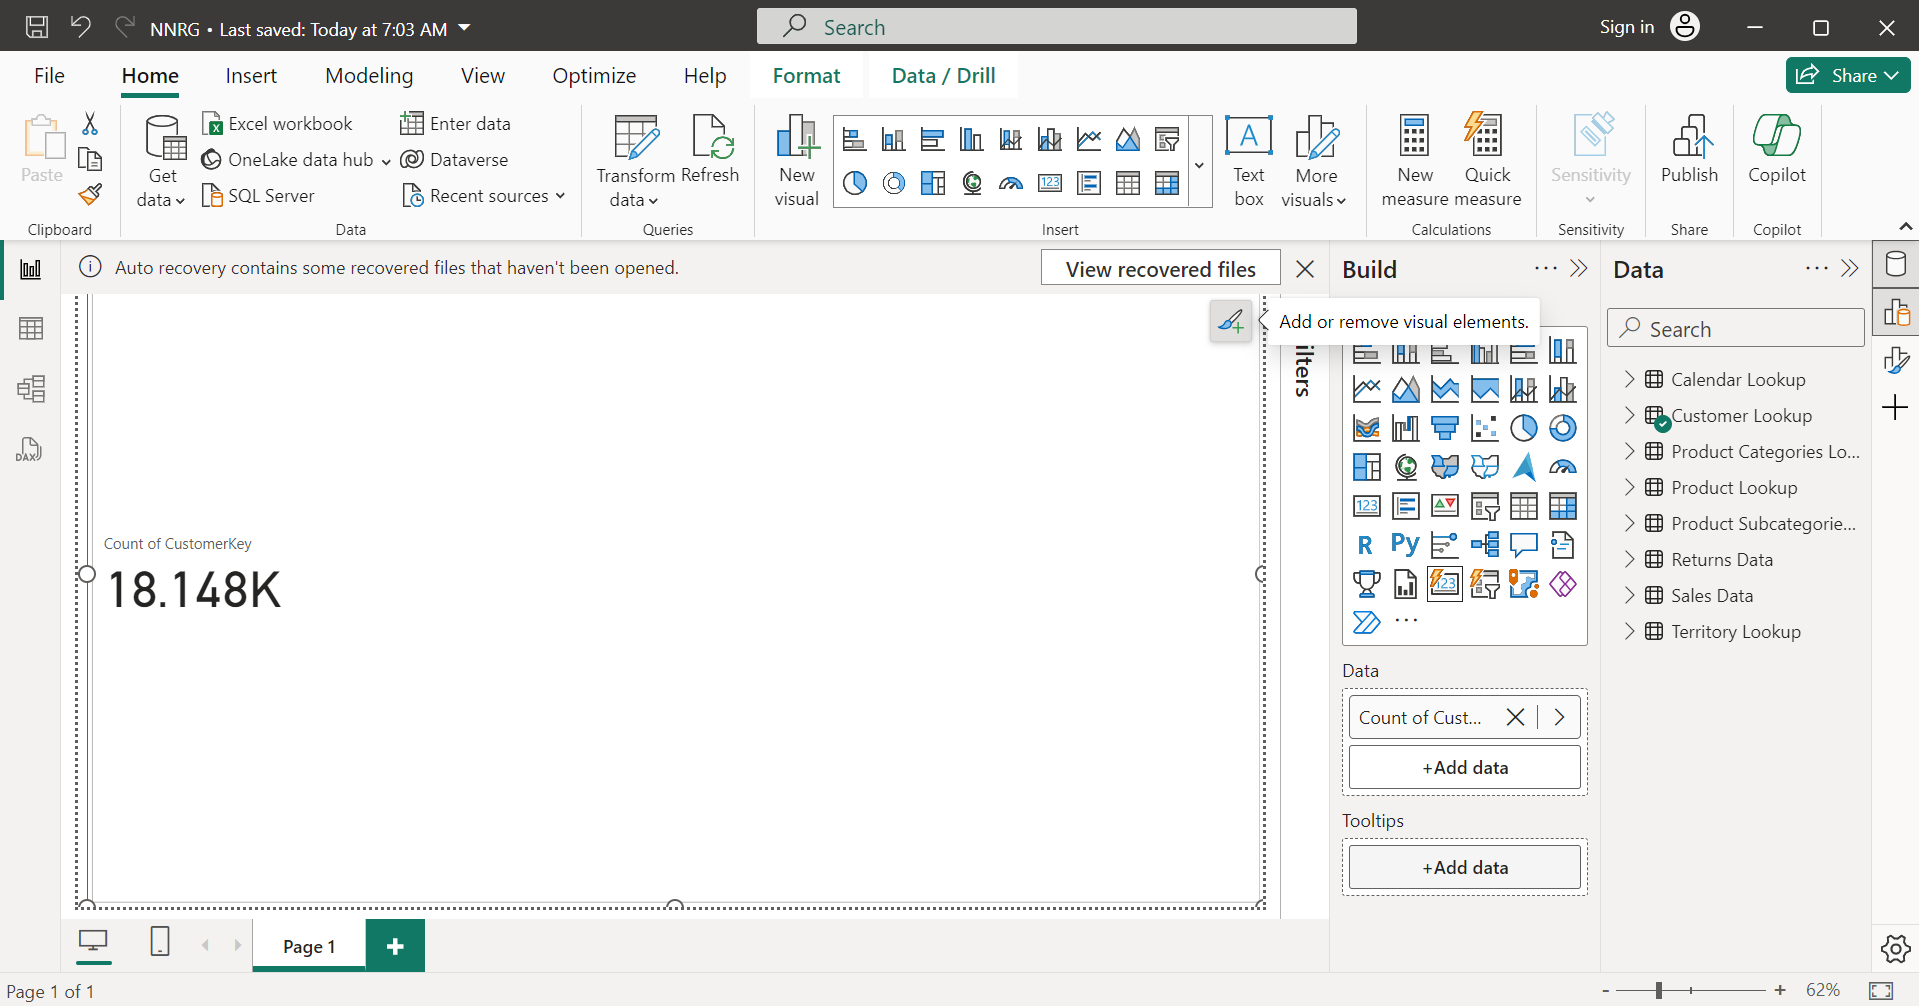 NNRG • Last saved: Today at 7:03 AM
Search
Sign in
File
Home
Insert
Modeling
View
Optimize
Help
Format
Data / Drill
Share
Paste
Clipboard
Get data
Excel workbook
OneLake data hub
SQL Server
Enter data
Dataverse
Recent sources
Data
Transform data
Refresh
Queries
New visual
123
A
Text box
More visuals
Insert
New measure
Quick measure
Calculations
Sensitivity
Sensitivity
Publish
Share
Copilot
Copilot
DAX
Auto recovery contains some recovered files that haven't been opened.
View recovered files
Count of CustomerKey
18.148K
ilters
Build
Add or remove visual elements.
123
R
Py
123
Data
Count of Cust...
+Add data
Tooltips
+Add data
Data
Search
Calendar Lookup
Customer Lookup
Product Categories Lo...
Product Lookup
Product Subcategorie...
Returns Data
Sales Data
Territory Lookup
Page 1
Page 1 of 1
- + 62%